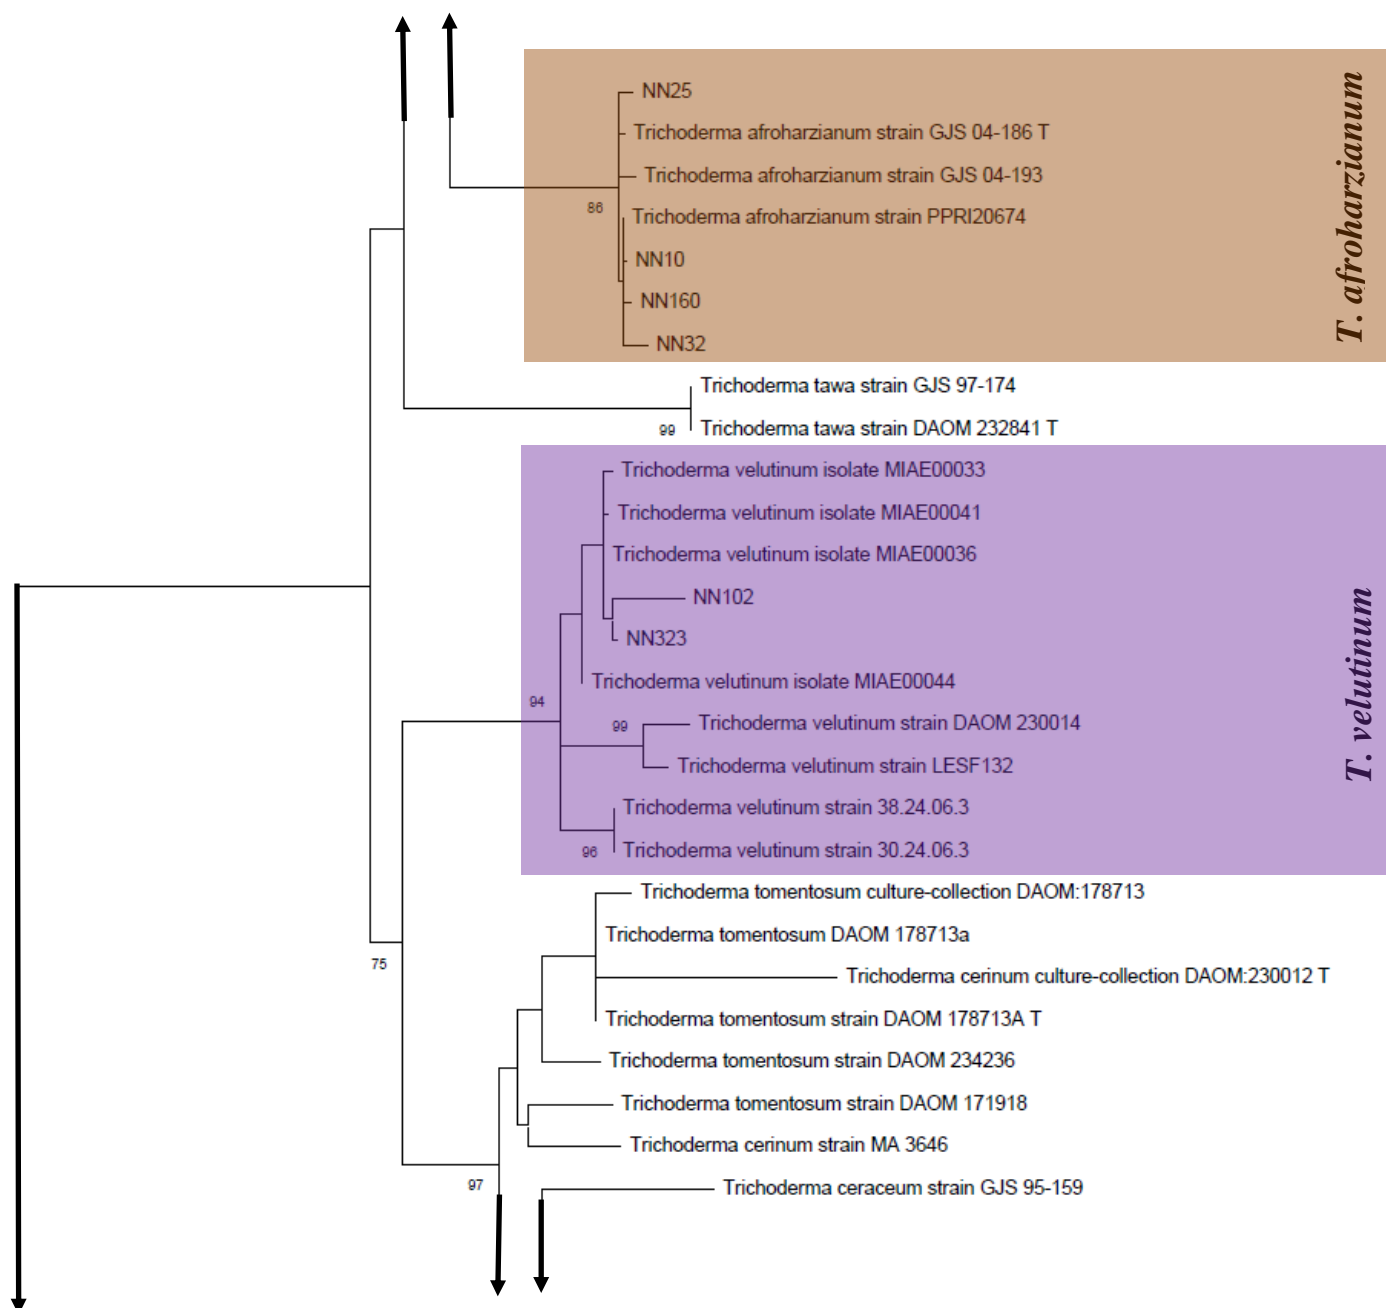 NN25
Trichoderma afroharzianum strain GJS 04-186 T
Trichoderma afroharzianum strain GJS 04-193
86
Trichoderma afroharzianum strain PPRI20674
NN10
NN160
NN32
T. afroharzianum
Trichoderma tawa strain GJS 97-174
99
Trichoderma tawa strain DAOM 232841 T
Trichoderma velutinum isolate MIAE00033
Trichoderma velutinum isolate MIAE00041
Trichoderma velutinum isolate MIAE00036
NN102
NN323
Trichoderma velutinum isolate MIAE00044
94
99
Trichoderma velutinum strain DAOM 230014
Trichoderma velutinum strain LESF132
Trichoderma velutinum strain 38.24.06.3
96
Trichoderma velutinum strain 30.24.06.3
T. velutinum
Trichoderma tomentosum culture-collection DAOM:178713
Trichoderma tomentosum DAOM 178713a
75
Trichoderma cerinum culture-collection DAOM:230012 T
Trichoderma tomentosum strain DAOM 178713A T
Trichoderma tomentosum strain DAOM 234236
Trichoderma tomentosum strain DAOM 171918
Trichoderma cerinum strain MA 3646
97
Trichoderma ceraceum strain GJS 95-159